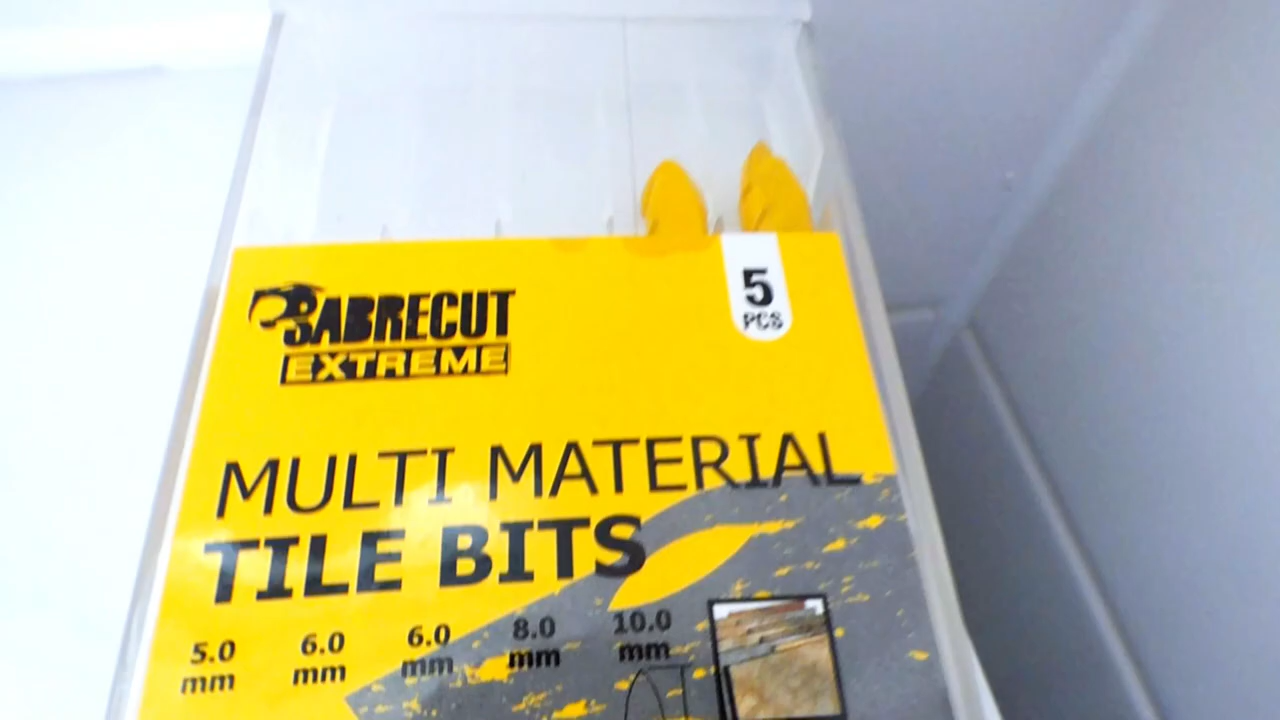 SABRECUT
EXTREME
5
PCS
MULTI MATERIAL
TILE BITS
5.0 6.0 6.0 8.0 10.0
mm mm mm mm mm